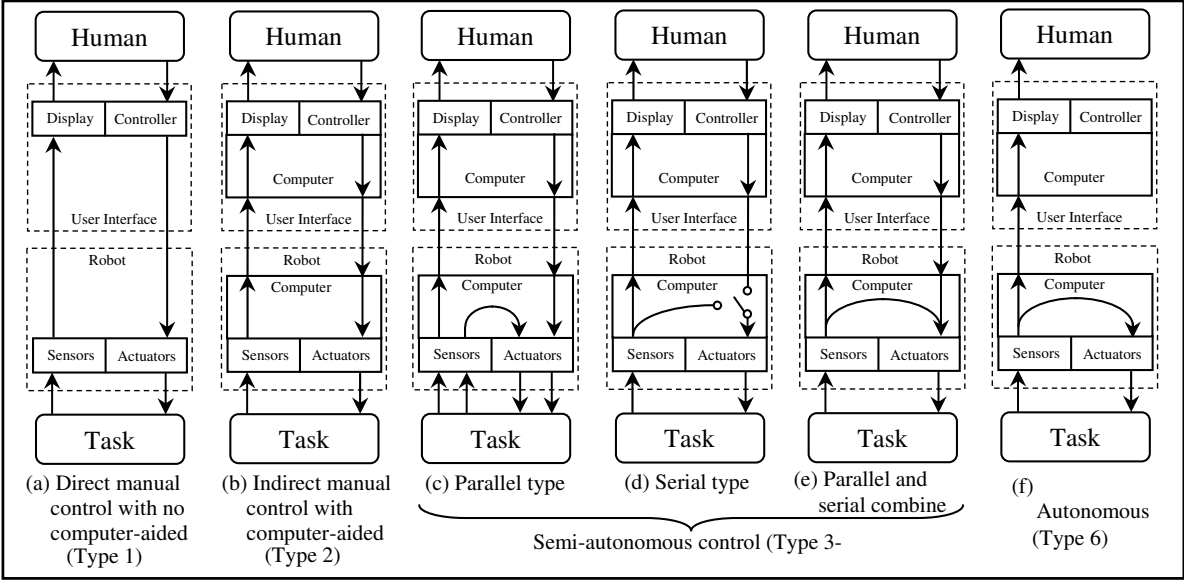 Human
Human
Human
Human
Human
Human
Display
Controller
Display
Controller
Display
Controller
Display
Controller
Display
Controller
Display
Controller
Computer
Computer
Computer
Computer
Computer
User Interface
User Interface
User Interface
User Interface
User Interface
User Interface
Robot
Robot
Robot
Robot
Robot
Robot
Computer
Computer
Computer
Computer
Computer
Sensors
Actuators
Sensors
Actuators
Sensors
Actuators
Sensors
Actuators
Sensors
Actuators
Sensors
Actuators
Task
Task
Task
Task
Task
Task
(a) Direct manual
control with no
computer-aided
(Type 1)
(b) Indirect manual
control with
computer-aided
(Type 2)
(c) Parallel type
(d) Serial type
(e) Parallel and
serial combine
Semi-autonomous control (Type 3-
(f)
Autonomous
(Type 6)